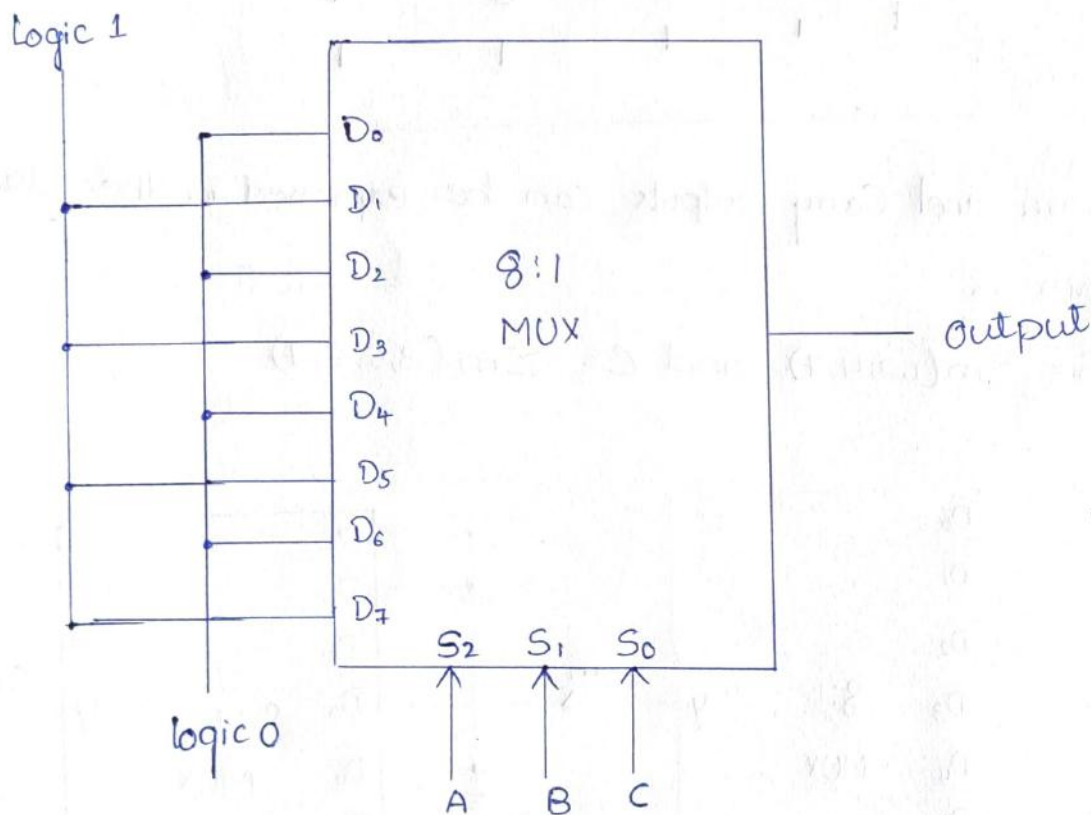 Logic 1
D0
D1
D2
D3
D4
D5
D6
D7
8:1
MUX
output
S2 S1 S0
logic 0
A B C